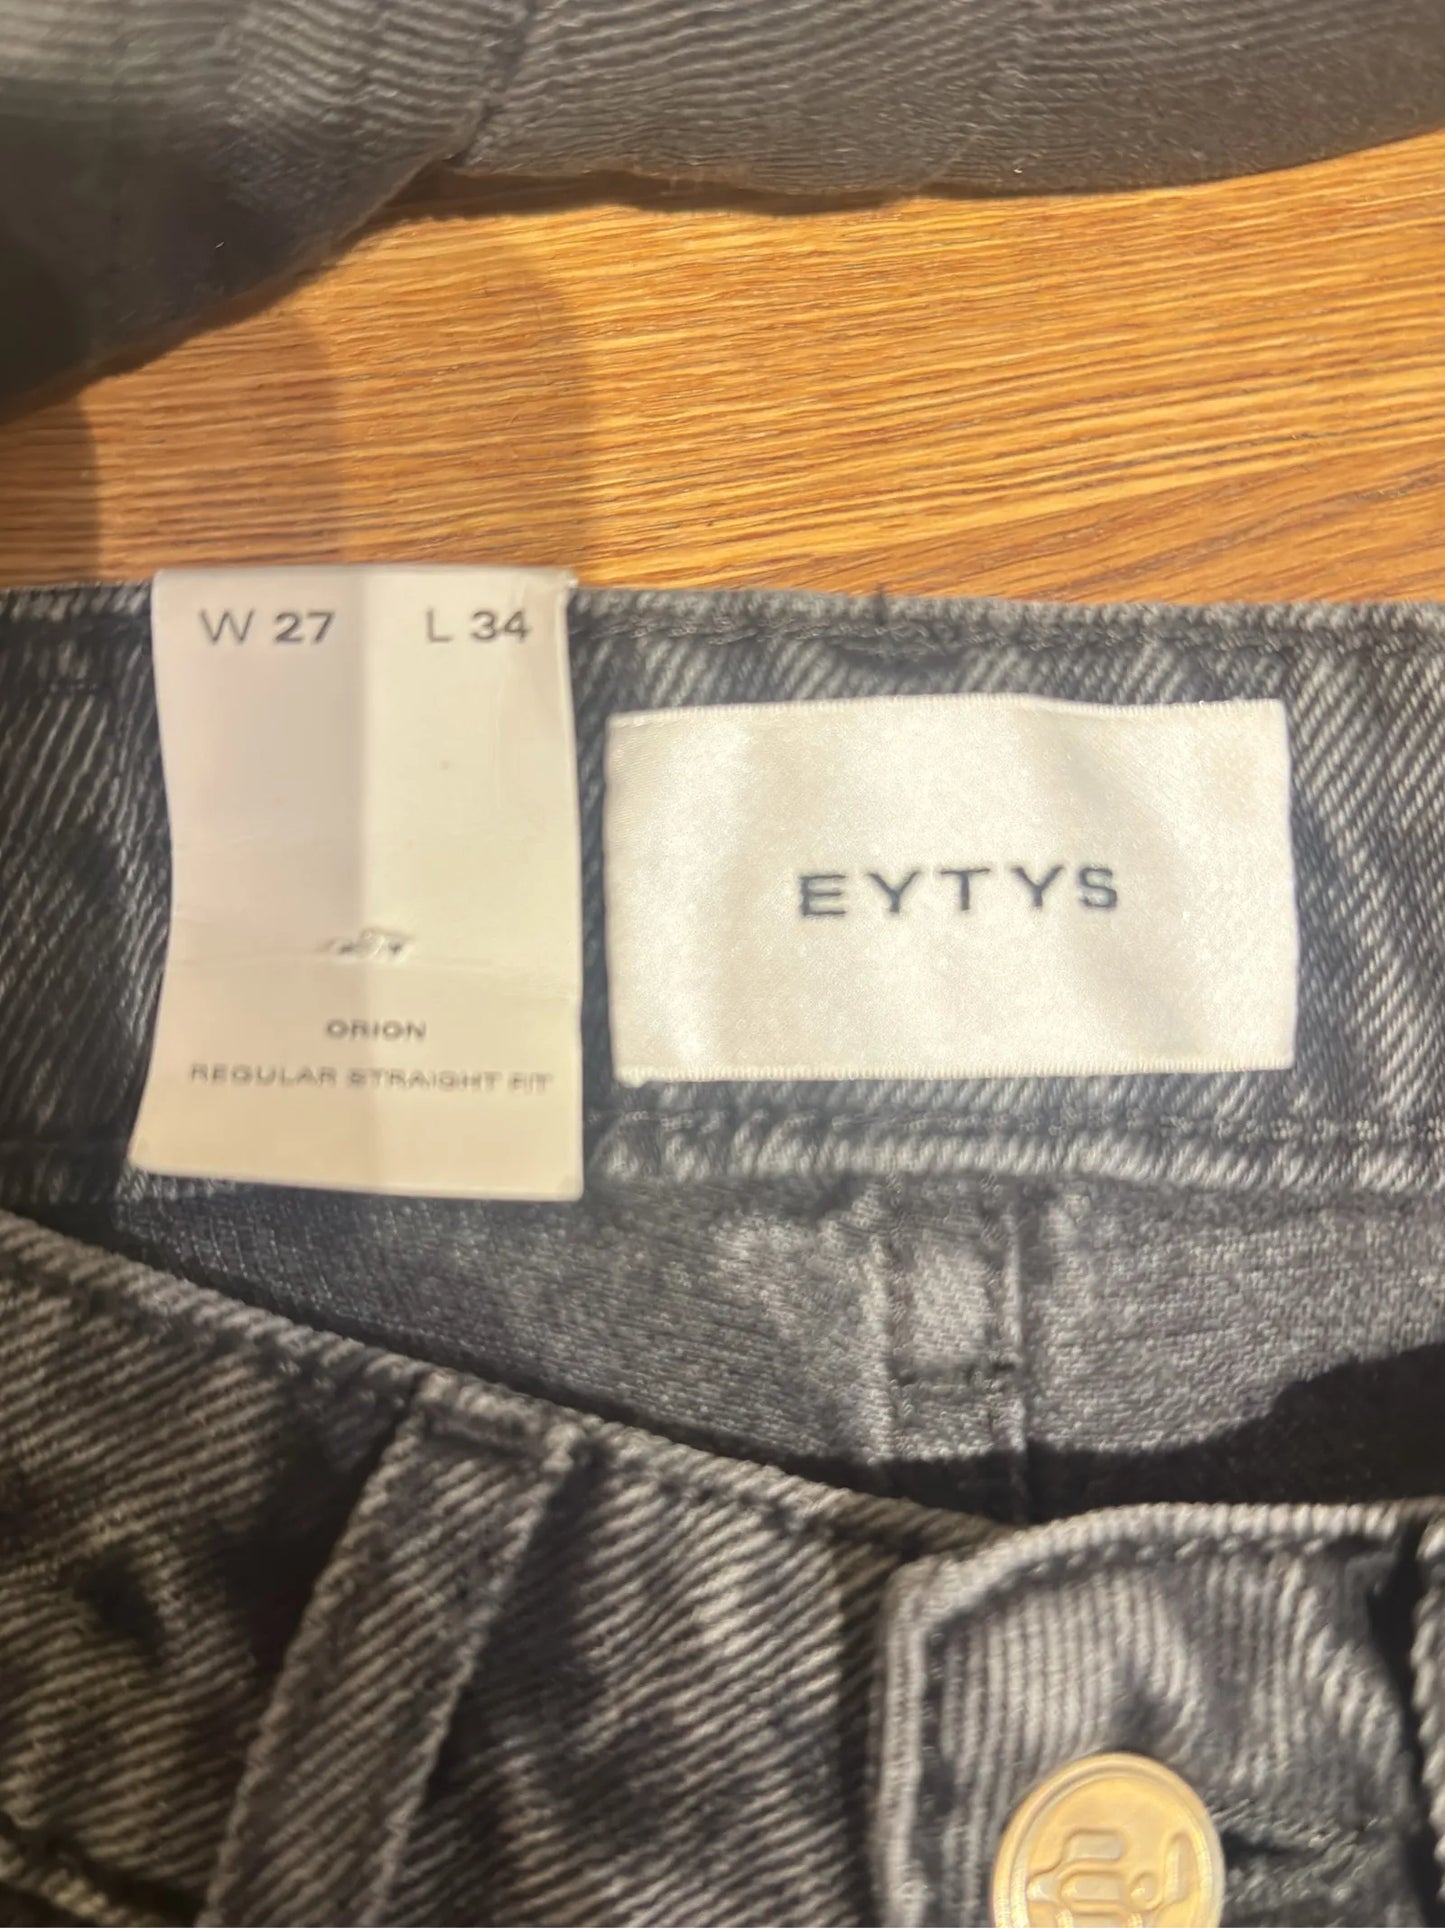 W 27 L 34
EYTYS
ORION
REGULAR STRAIGHT FIT